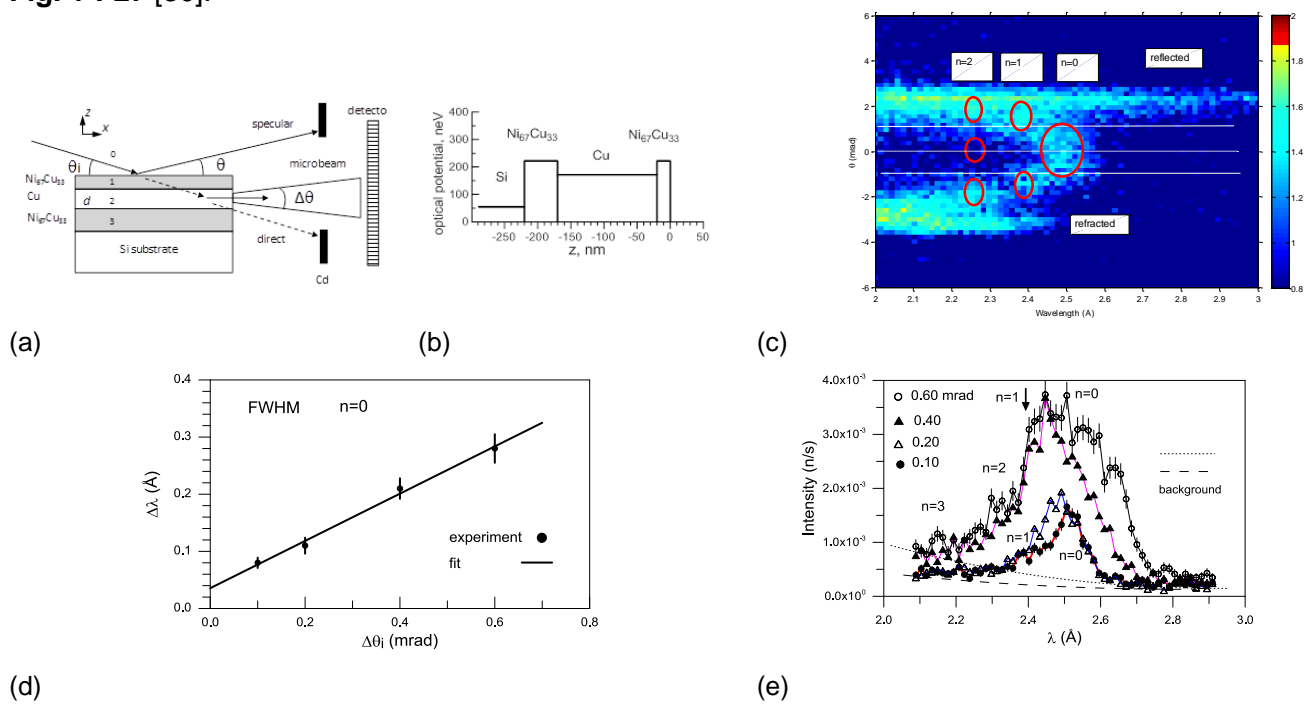 z
x
0
θi
θ
specular
detecto
microbeam
Δθ
direct
Cd
Ni67Cu33
1
Cu
d
2
Ni67Cu33
3
Si substrate
optical potential, neV
400
300
200
100
0
Ni67Cu33
Ni67Cu33
Cu
Si
-250 -200 -150 -100 -50 0 50
z, nm
n=2
n=1
n=0
reflected
refracted
θ (mrad)
6
4
2
0
-2
-4
-6
2 2.1 2.2 2.3 2.4 2.5 2.6 2.7 2.8 2.9 3
Wavelength (Å)
2
1.8
1.6
1.4
1.2
1
0.8
(a)
(b)
(c)
FWHM n=0
Δλ (Å)
0.4
0.3
0.2
0.1
0.0
0.0 0.2 0.4 0.6 0.8
Δθi (mrad)
experiment
fit
Intensity (n/s)
4.0x10-3
3.0x10-3
2.0x10-3
1.0x10-3
0.0x100
0.60 mrad
0.40
0.20
0.10
n=1
n=0
n=2
n=3
n=1
n=0
background
2.0 2.2 2.4 2.6 2.8 3.0
λ (Å)
(d)
(e)